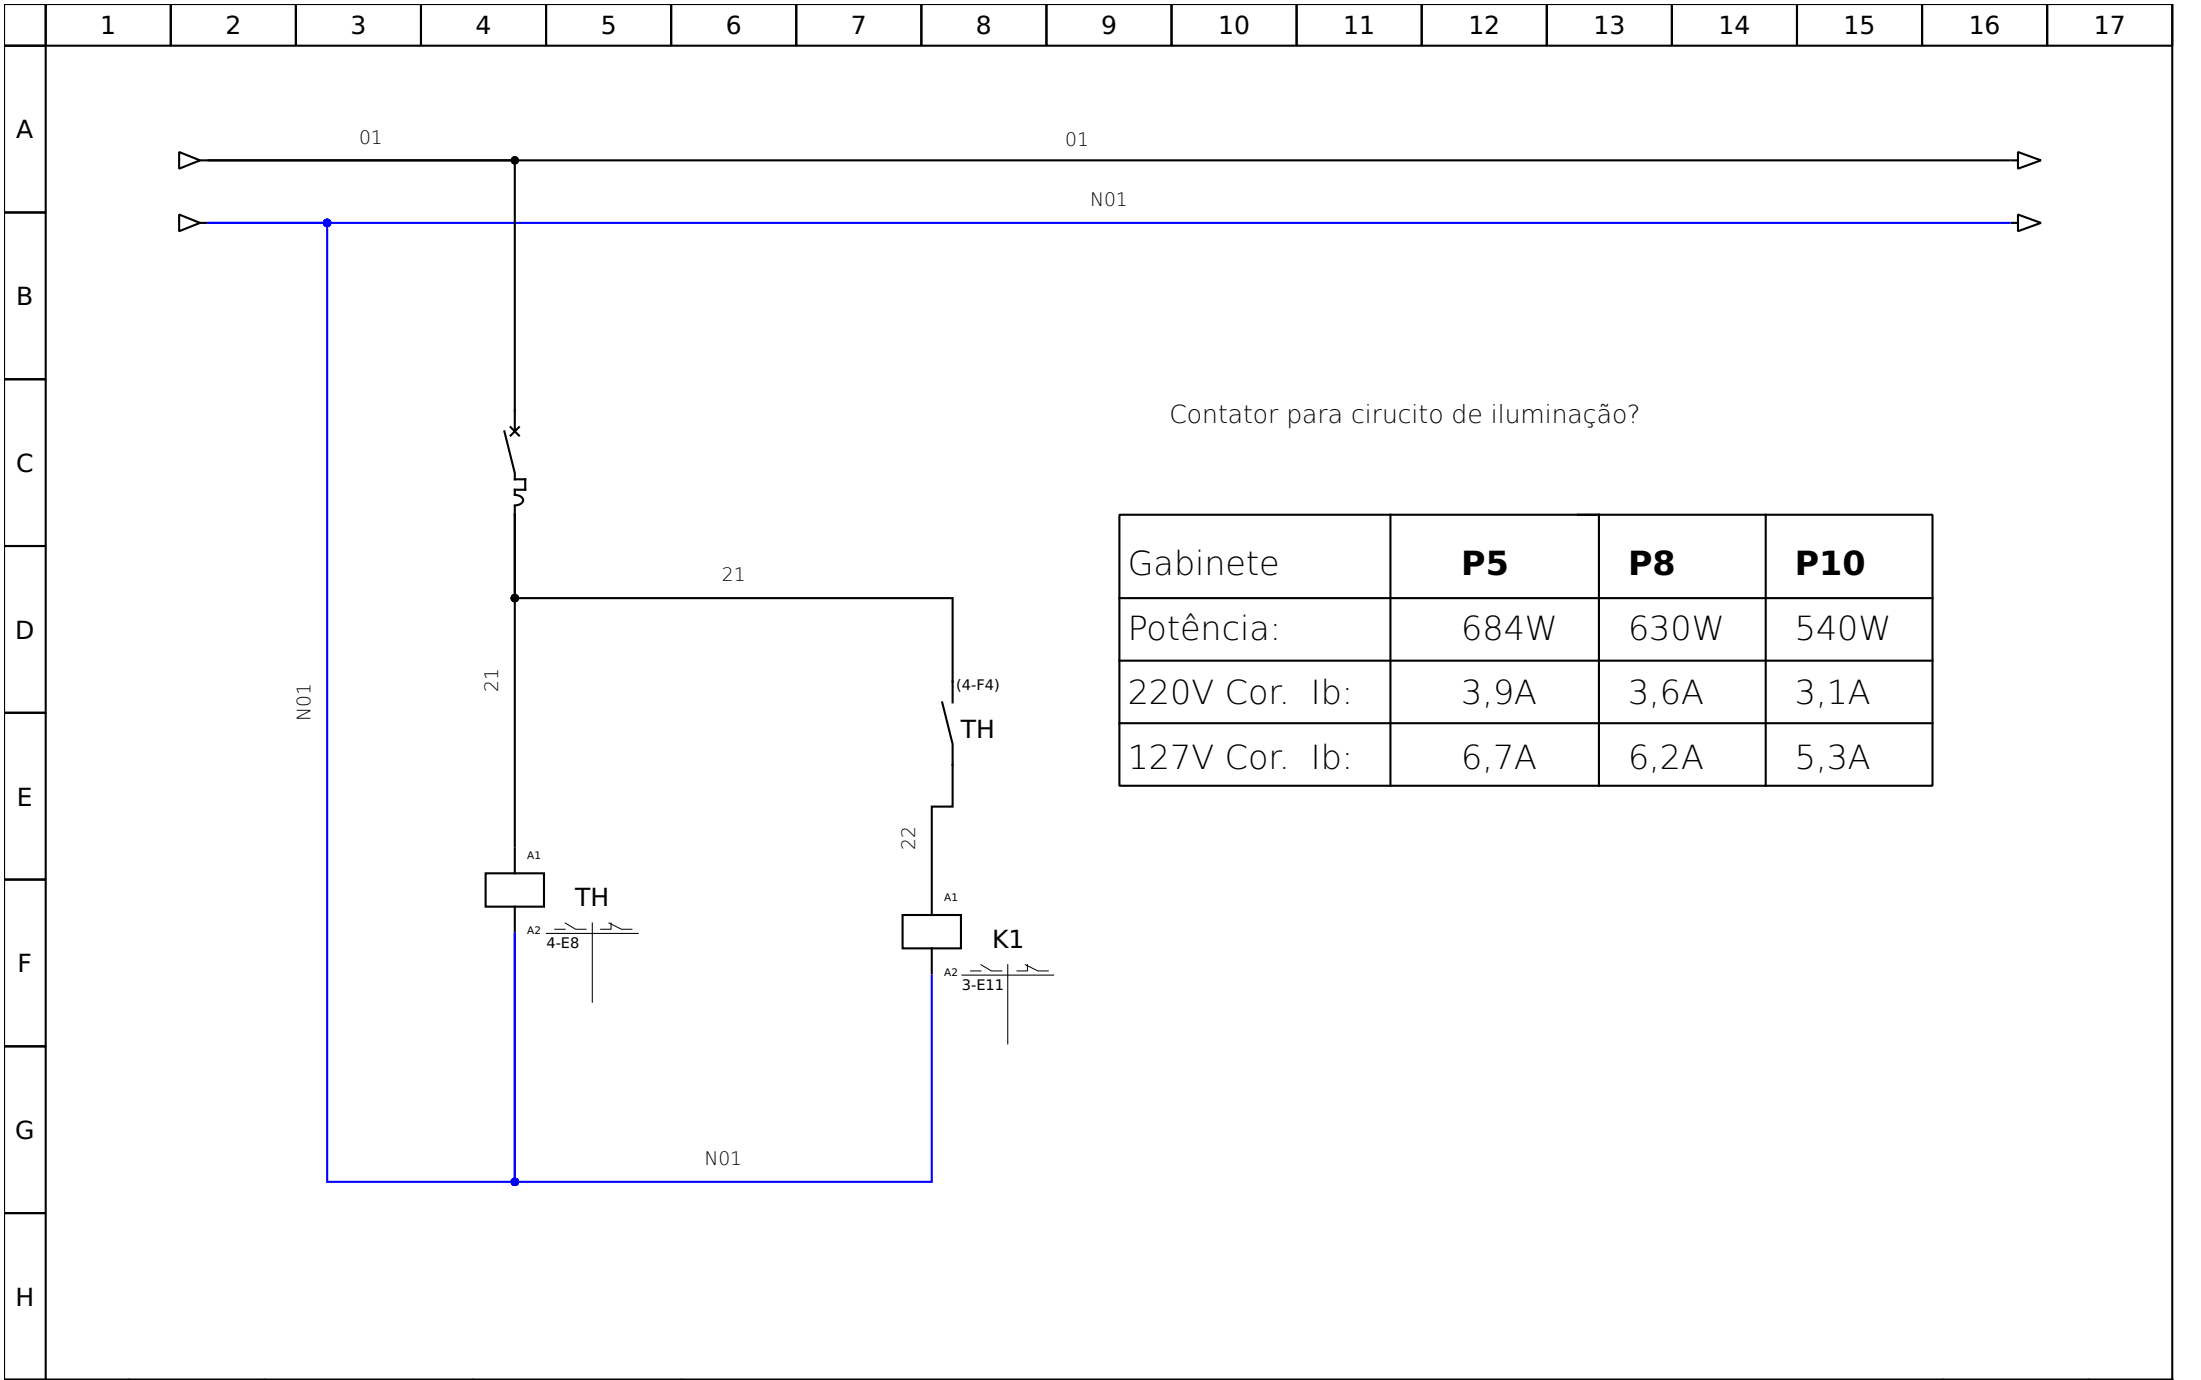 1 2 3 4 5 6 7 8 9 10 11 12 13 14 15 16 17
A
01 01
N01
B
Contator para cirucito de iluminação?
C
Gabinete P5 P8 P10
21
D
Potência: 684W 630W 540W
21
(4-F4)
220V Cor. Ib: 3,9A 3,6A 3,1A
N01
TH
127V Cor. Ib: 6,7A 6,2A 5,3A
E
22
A1
TH
A1
A2
4-E8
K1
F
A2
3-E11
G
N01
H